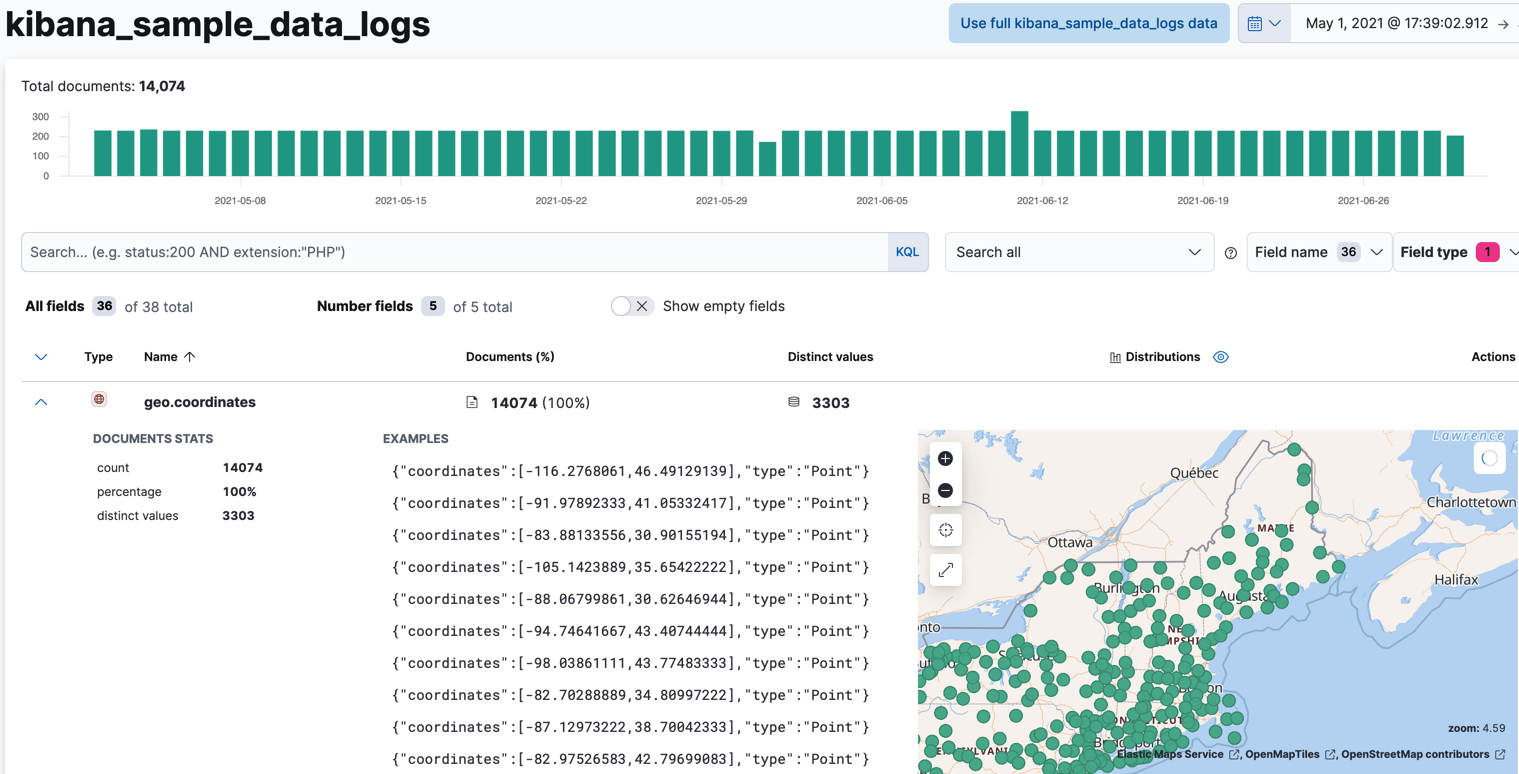 kibana_sample_data_logs
Use full kibana_sample_data_logs data
May 1, 2021 @ 17:39:02.912 →
Total documents: 14,074
300
200
100
0
2021-05-08 2021-05-15 2021-05-22 2021-05-29 2021-06-05 2021-06-12 2021-06-19 2021-06-26
Search... (e.g. status:200 AND extension:"PHP") KQL
Search all
Field name 36
Field type 1
All fields 36 of 38 total
Number fields 5 of 5 total
Show empty fields
Type Name ↑ Documents (%) Distinct values Distributions Actions
geo.coordinates 14074 (100%) 3303
DOCUMENTS STATS
count 14074
percentage 100%
distinct values 3303
EXAMPLES
{"coordinates":[-116.2768061,46.49129139],"type":"Point"}
{"coordinates":[-91.97892333,41.05332417],"type":"Point"}
{"coordinates":[-83.88133556,30.90155194],"type":"Point"}
{"coordinates":[-105.1423889,35.65422222],"type":"Point"}
{"coordinates":[-88.06799861,30.62646944],"type":"Point"}
{"coordinates":[-94.74641667,43.40744444],"type":"Point"}
{"coordinates":[-98.03861111,43.77483333],"type":"Point"}
{"coordinates":[-82.70288889,34.80997222],"type":"Point"}
{"coordinates":[-87.12973222,38.70042333],"type":"Point"}
{"coordinates":[-82.97526583,42.79699083],"type":"Point"}
Lawrence
Québec
Charlottetown
MAINE
Ottawa
Halifax
Burlington
Augusta
zoom: 4.59
Elastic Maps Service , OpenMapTiles , OpenStreetMap contributors